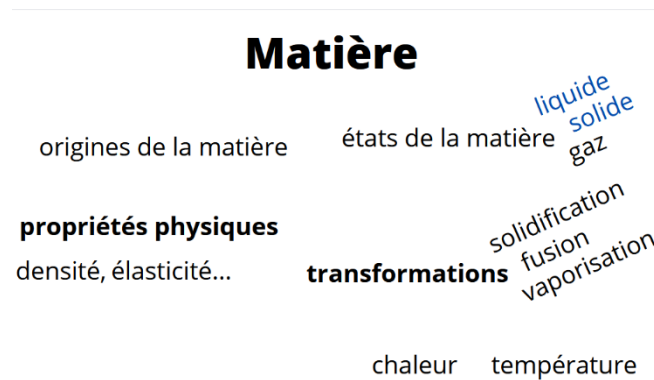 Matière
origines de la matière
états de la matière
liquide
solide
gaz
propriétés physiques
densité, élasticité...
transformations
solidification
fusion
vaporisation
chaleur
température